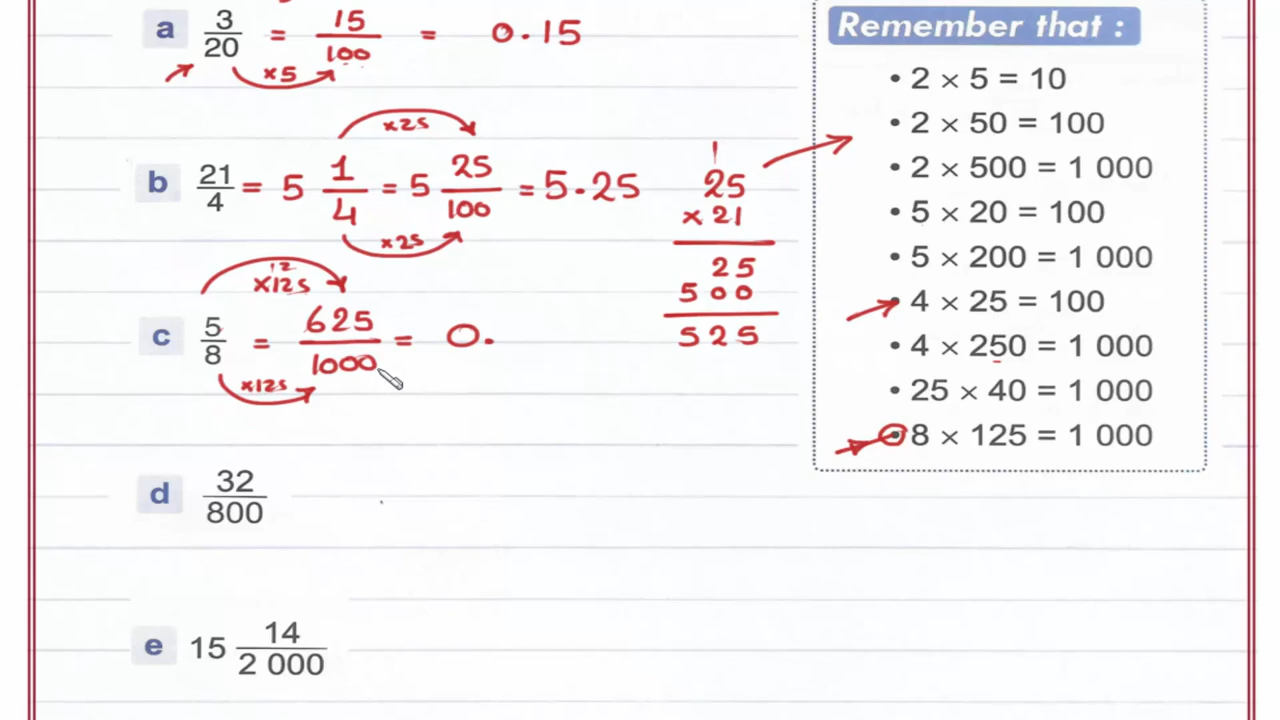 a 3/20 = 15/100 = 0.15
×5
×25
b 21/4 = 5 1/4 = 5 25/100 = 5.25
×25
25
× 21
25
500
525
×125
c 5/8 = 625/1000 = 0.
×125
d 32/800
e 15 14/2 000
Remember that :
• 2 × 5 = 10
• 2 × 50 = 100
• 2 × 500 = 1 000
• 5 × 20 = 100
• 5 × 200 = 1 000
• 4 × 25 = 100
• 4 × 250 = 1 000
• 25 × 40 = 1 000
• 8 × 125 = 1 000